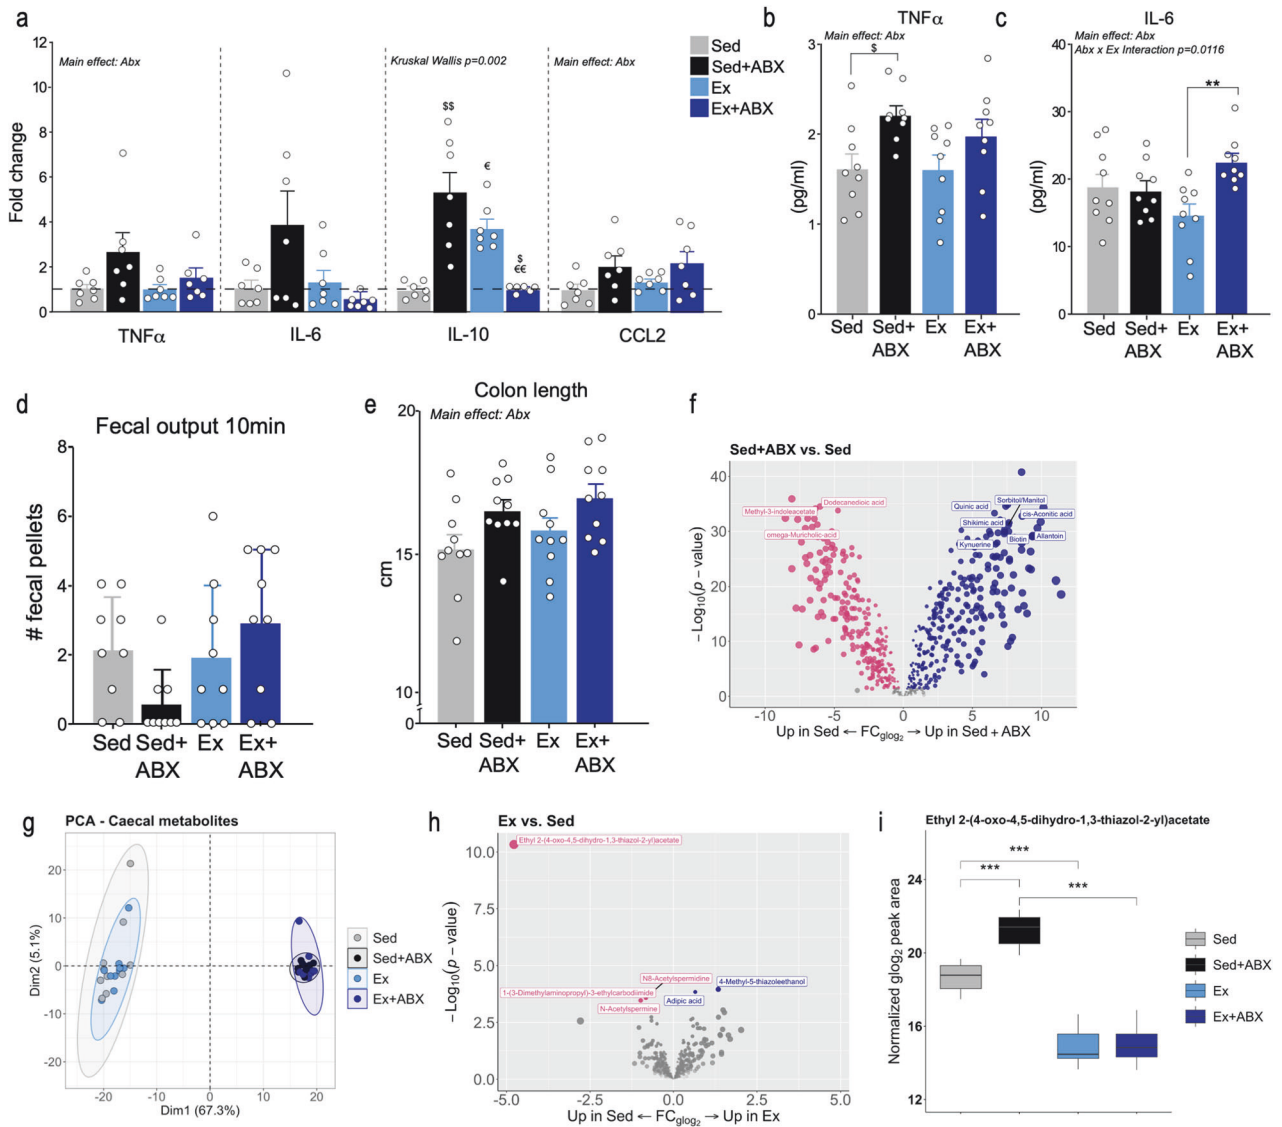 a
Fold change
12
10
8
6
4
2
0
Main effect: Abx
Kruskal Wallis p=0.002
Main effect: Abx
$$
€
$
€€
TNFα
IL-6
IL-10
CCL2
Sed
Sed+ABX
Ex
Ex+ABX
b
TNFα
Main effect: Abx
$
(pg/ml)
3
2
1
0
Sed
Sed+
ABX
Ex
Ex+
ABX
c
IL-6
Main effect: Abx
Abx x Ex Interaction p=0.0116
**
(pg/ml)
40
30
20
10
0
Sed
Sed+
ABX
Ex
Ex+
ABX
d
Fecal output 10min
# fecal pellets
8
6
4
2
0
Sed
Sed+
ABX
Ex
Ex+
ABX
e
Colon length
Main effect: Abx
cm
20
15
10
0
Sed
Sed+
ABX
Ex
Ex+
ABX
f
Sed+ABX vs. Sed
−Log10(p − value)
40
30
20
10
0
Dodecanedioic acid
Methyl-3-indoleacetate
omega-Muricholic-acid
Sorbitol/Manitol
Quinic acid
cis-Aconitic acid
Shikimic acid
Biotin
Allantoin
Kynuerine
-10
-5
0
5
10
Up in Sed ← FCglog2 → Up in Sed + ABX
g
PCA - Caecal metabolites
Dim2 (5.1%)
20
10
0
-10
-20
-20
-10
0
10
20
Dim1 (67.3%)
Sed
Sed+ABX
Ex
Ex+ABX
h
Ex vs. Sed
−Log10(p − value)
10.0
7.5
5.0
2.5
0.0
Ethyl 2-(4-oxo-4,5-dihydro-1,3-thiazol-2-yl)acetate
N8-Acetylspermidine
4-Methyl-5-thiazoleethanol
1-(3-Dimethylaminopropyl)-3-ethylcarbodiimide
Adipic acid
N-Acetylspermine
-5.0
-2.5
0.0
2.5
5.0
Up in Sed ← FCglog2 → Up in Ex
i
Ethyl 2-(4-oxo-4,5-dihydro-1,3-thiazol-2-yl)acetate
Normalized glog2 peak area
24
20
16
12
***
***
***
Sed
Sed+ABX
Ex
Ex+ABX